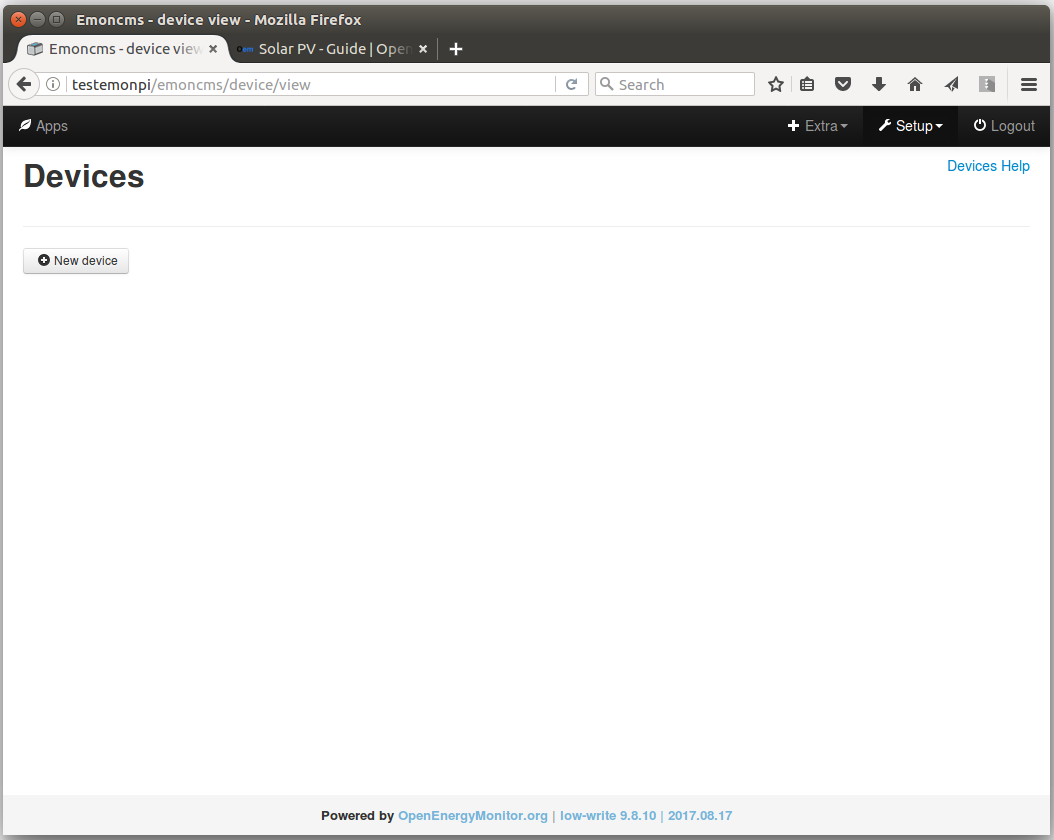 Emoncms - device view - Mozilla Firefox
Emoncms - device view
Solar PV - Guide | Open
testemonpi/emoncms/device/view
Search
Apps
Extra
Setup
Logout
Devices
Devices Help
New device
Powered by OpenEnergyMonitor.org | low-write 9.8.10 | 2017.08.17